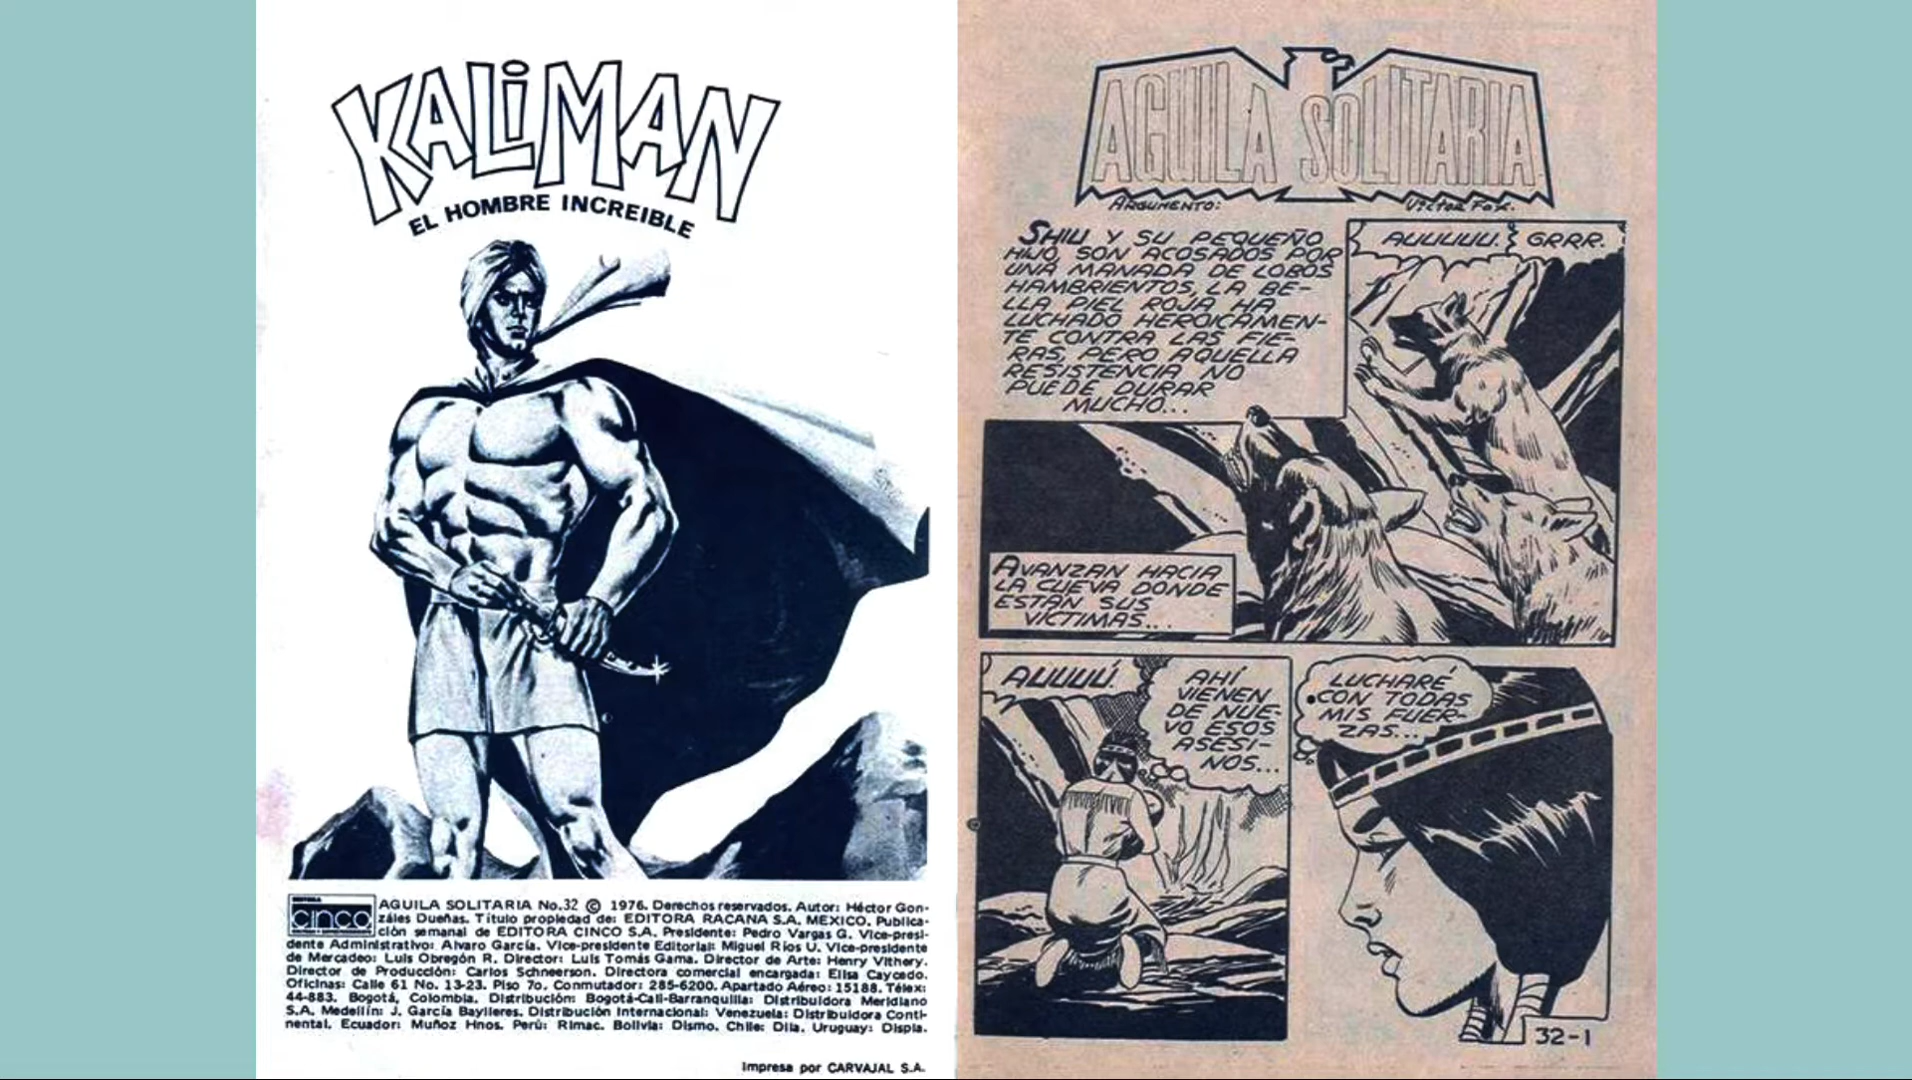 KALiMAN
EL HOMBRE INCREIBLE
cinco
AGUILA SOLITARIA No.32 © 1976. Derechos reservados. Autor: Héctor Gon-
záles Dueñas. Título propiedad de: EDITORA RACANA S.A. MEXICO. Publica-
ción semanal de EDITORA CINCO S.A. Presidente: Pedro Vargas G. Vice-presi-
dente Administrativo: Alvaro García. Vice-presidente Editorial: Miguel Ríos U. Vice-presidente
de Mercadeo: Luis Obregón R. Director: Luis Tomás Gama. Director de Arte: Henry Vithery.
Director de Producción: Carlos Schneerson. Directora comercial encargada: Elisa Caycedo.
Oficinas: Calle 61 No. 13-23. Piso 7o. Conmutador: 285-6200. Apartado Aéreo: 15188. Télex:
44-883. Bogotá, Colombia. Distribución: Bogotá-Cali-Barranquilla: Distribuidora Meridiano
S.A. Medellín: J. García Baylleres. Distribución Internacional: Venezuela: Distribuidora Conti-
nental. Ecuador: Muñoz Hnos. Perú: Rimac. Bolivia: Dismo. Chile: Dila. Uruguay: Displa.
Impresa por CARVAJAL S.A.
AGUILA SOLITARIA
ARGUMENTO: Víctor Fox.
SHIU Y SU PEQUEÑO
HIJO, SON ACOSADOS POR
UNA MANADA DE LOBOS
HAMBRIENTOS, LA BE-
LLA PIEL ROJA HA
LUCHADO HEROICAMEN-
TE CONTRA LAS FIE-
RAS, PERO AQUELLA
RESISTENCIA NO
PUEDE DURAR
MUCHO...
AUUUUU. GRRR.
AVANZAN HACIA
LA CUEVA DONDE
ESTÁN SUS
VÍCTIMAS...
AUUUÚ.
AHÍ
VIENEN
DE NUE-
VO ESOS
ASESI-
NOS...
LUCHARÉ
CON TODAS
MIS FUER-
ZAS...
32-1